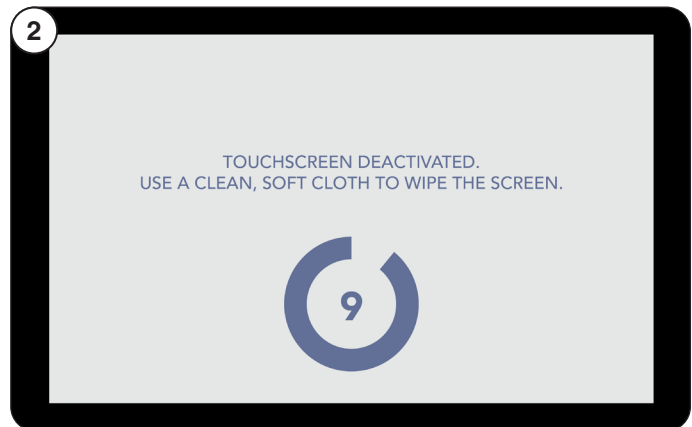 2
TOUCHSCREEN DEACTIVATED.
USE A CLEAN, SOFT CLOTH TO WIPE THE SCREEN.
9